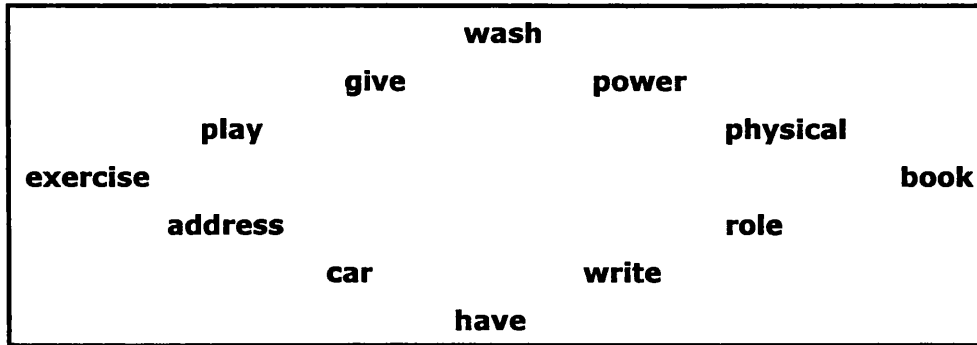 wash
give power
play physical
exercise book
address role
car write
have